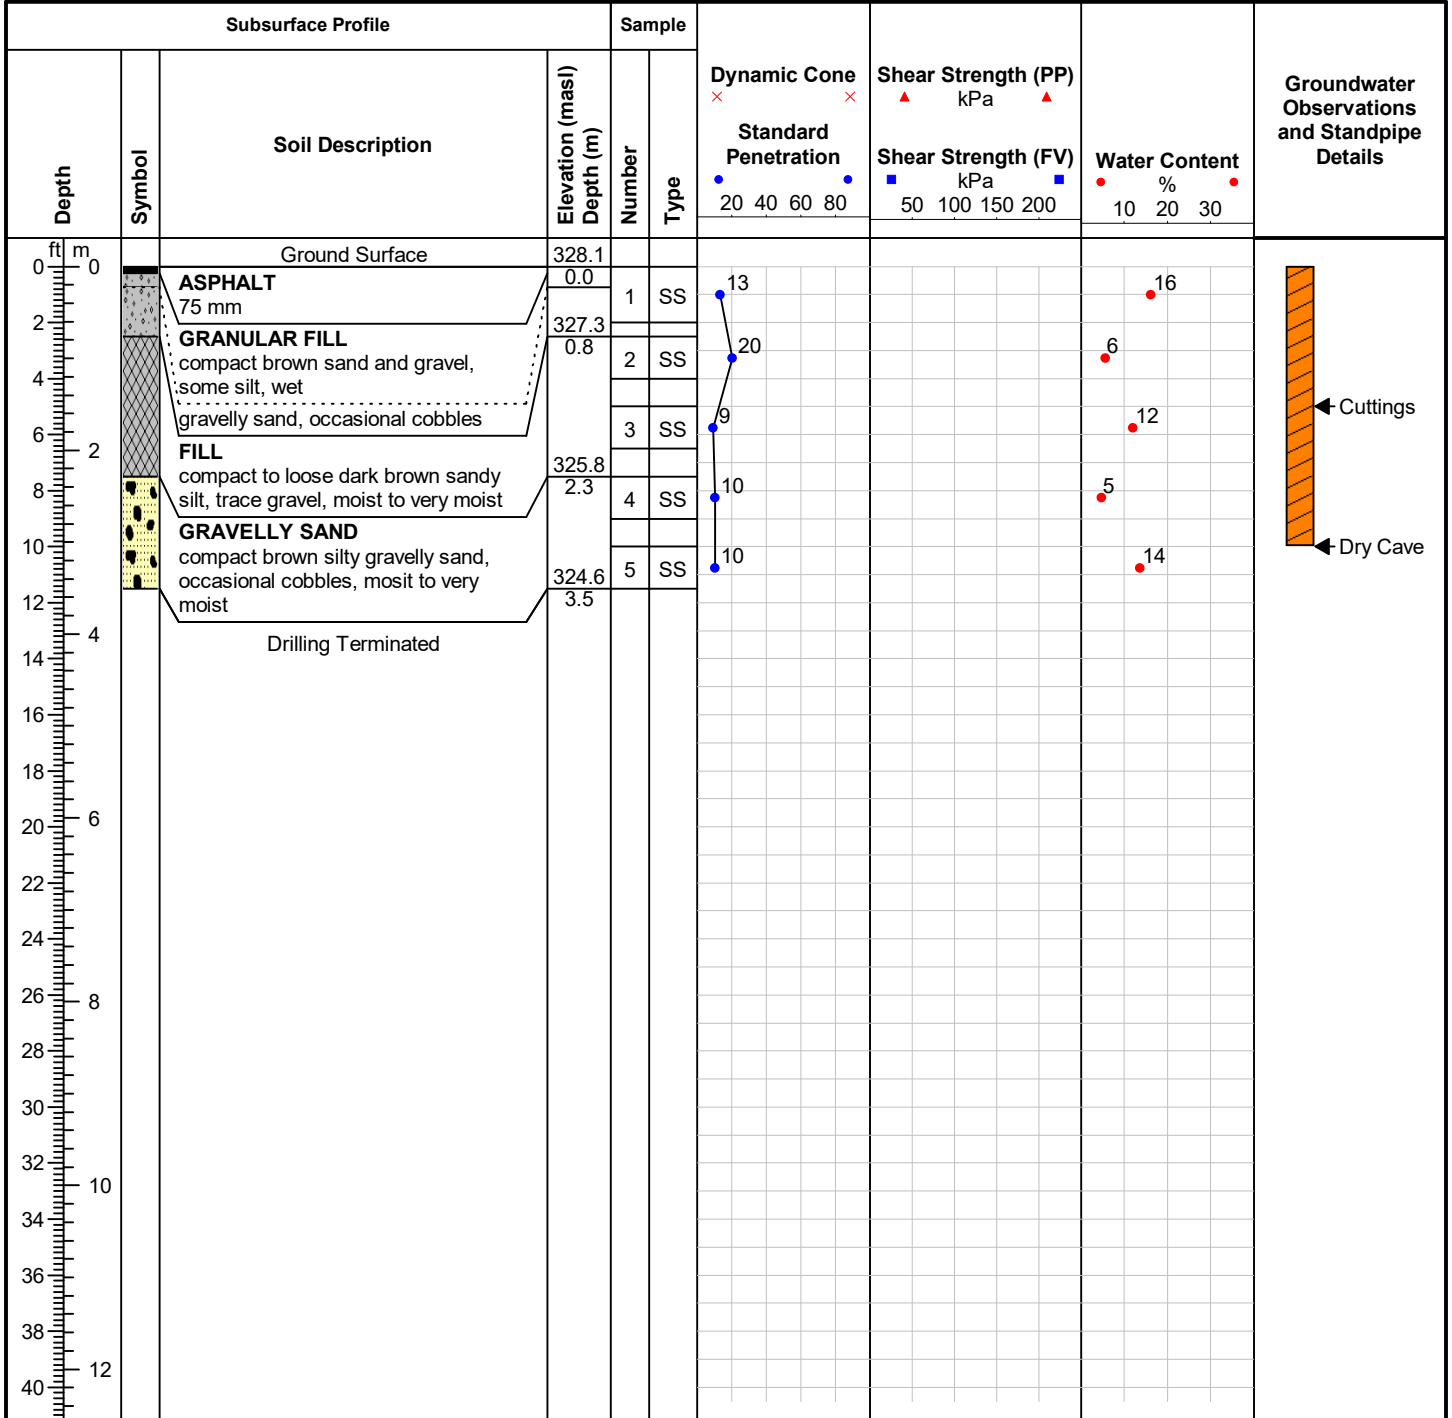 Subsurface Profile
Sample
Depth
Symbol
Soil Description
Elevation (masl)
Depth (m)
Number
Type
Dynamic Cone
Standard
Penetration
20 40 60 80
Shear Strength (PP)
kPa
Shear Strength (FV)
kPa
50 100 150 200
Water Content
%
10 20 30
Groundwater
Observations
and Standpipe
Details
ft m
0 0
2
4
6
2
8
10
12
4
14
16
18
6
20
22
24
8
26
28
30
32
10
34
36
38
12
40
Ground Surface
ASPHALT
75 mm
GRANULAR FILL
compact brown sand and gravel,
some silt, wet
gravelly sand, occasional cobbles
FILL
compact to loose dark brown sandy
silt, trace gravel, moist to very moist
GRAVELLY SAND
compact brown silty gravelly sand,
occasional cobbles, mosit to very
moist
Drilling Terminated
328.1
0.0
327.3
0.8
325.8
2.3
324.6
3.5
1 SS
2 SS
3 SS
4 SS
5 SS
13
20
9
10
10
16
6
12
5
14
Cuttings
Dry Cave